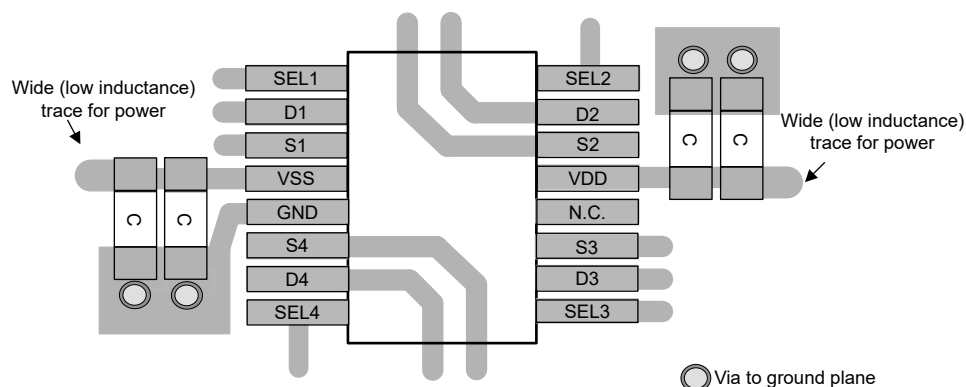 Wide (low inductance)
trace for power
SEL1
D1
S1
VSS
GND
S4
D4
SEL4
C
C
SEL2
D2
S2
VDD
N.C.
S3
D3
SEL3
C
C
Wide (low inductance)
trace for power
Via to ground plane